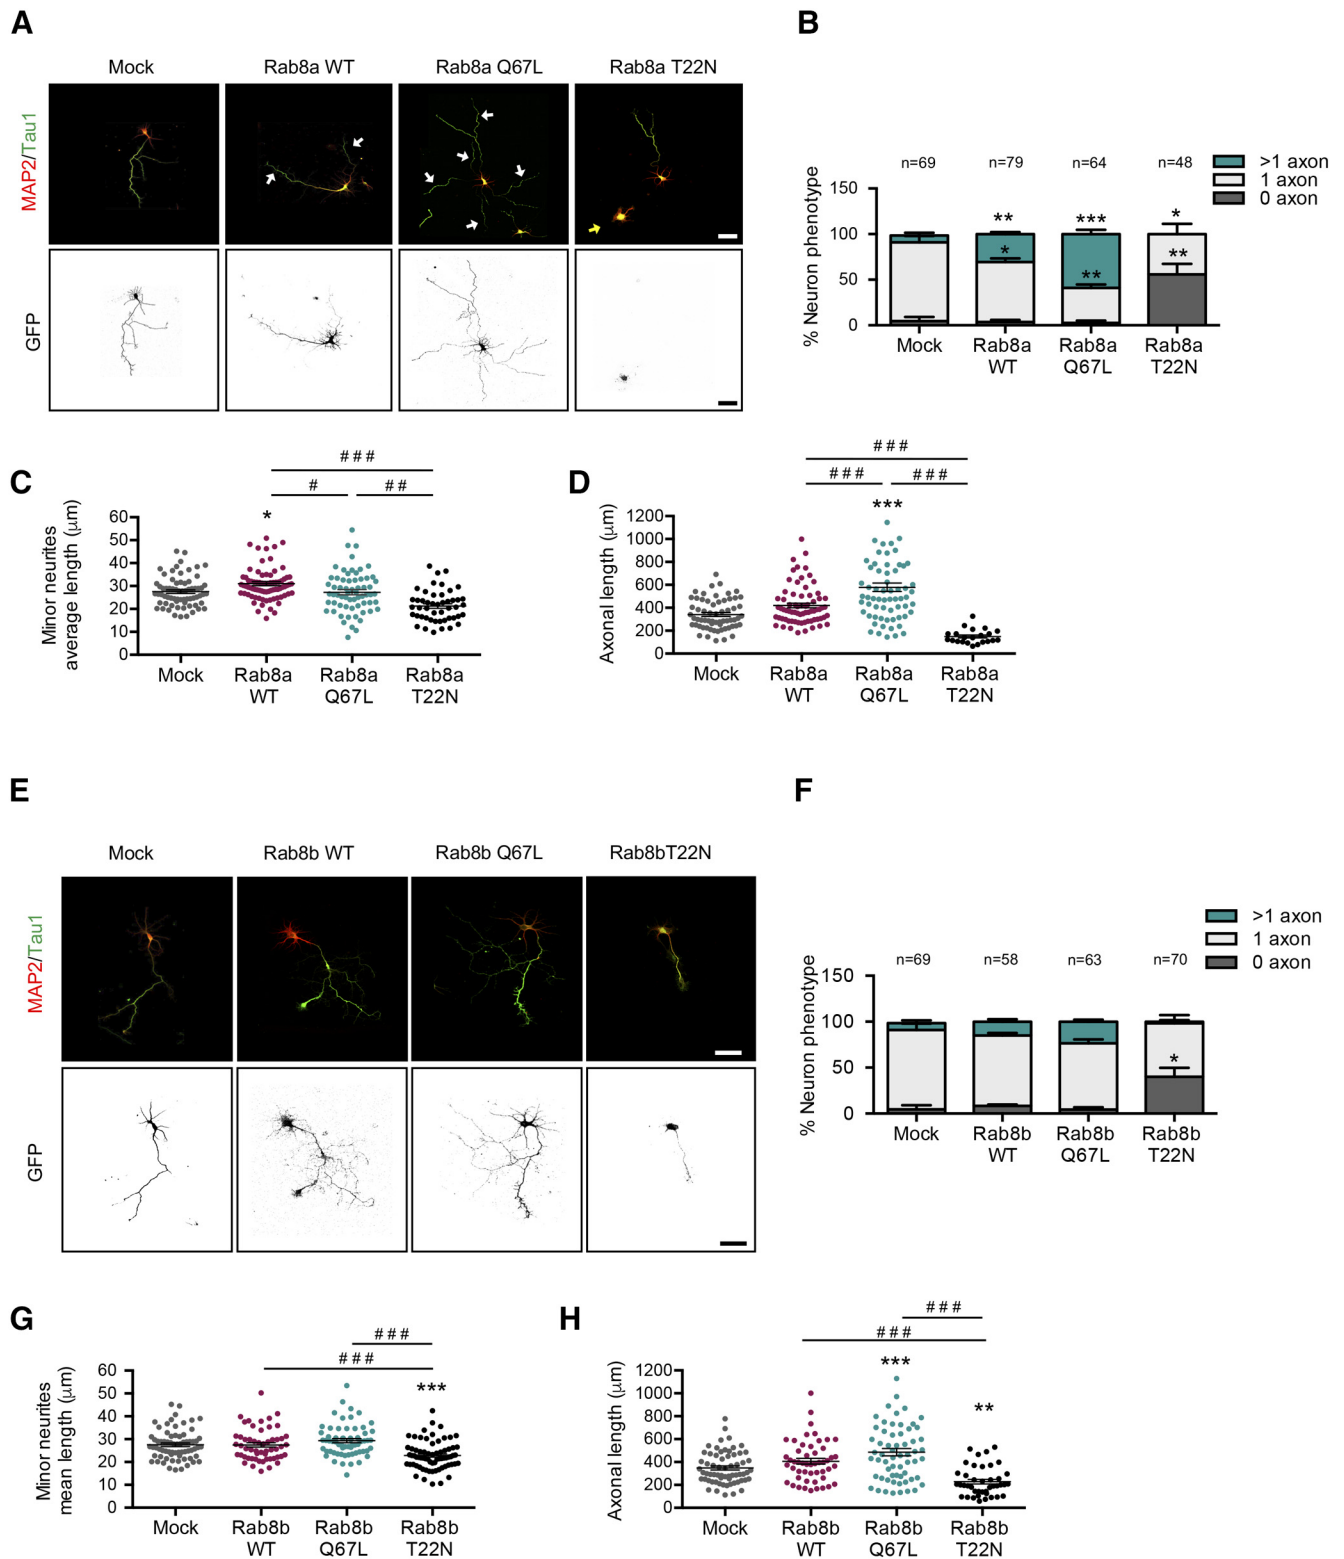 A
Mock
Rab8a WT
Rab8a Q67L
Rab8a T22N
MAP2/Tau1
GFP
B
n=69
n=79
n=64
n=48
>1 axon
1 axon
0 axon
% Neuron phenotype
150
100
50
0
**
*
***
**
*
**
Mock
Rab8a
WT
Rab8a
Q67L
Rab8a
T22N
C
# # #
#
# #
*
Minor neurites
average length (μm)
60
50
40
30
20
10
0
Mock
Rab8a
WT
Rab8a
Q67L
Rab8a
T22N
D
# # #
# # #
# # #
***
Axonal length (μm)
1200
1000
800
600
400
200
0
Mock
Rab8a
WT
Rab8a
Q67L
Rab8a
T22N
E
Mock
Rab8b WT
Rab8b Q67L
Rab8bT22N
MAP2/Tau1
GFP
F
>1 axon
1 axon
0 axon
n=69
n=58
n=63
n=70
% Neuron phenotype
150
100
50
0
*
Mock
Rab8b
WT
Rab8b
Q67L
Rab8b
T22N
G
# # #
# # #
***
Minor neurites
mean length (μm)
60
50
40
30
20
10
0
Mock
Rab8b
WT
Rab8b
Q67L
Rab8b
T22N
H
# # #
# # #
***
**
Axonal length (μm)
1200
1000
800
600
400
200
0
Mock
Rab8b
WT
Rab8b
Q67L
Rab8b
T22N